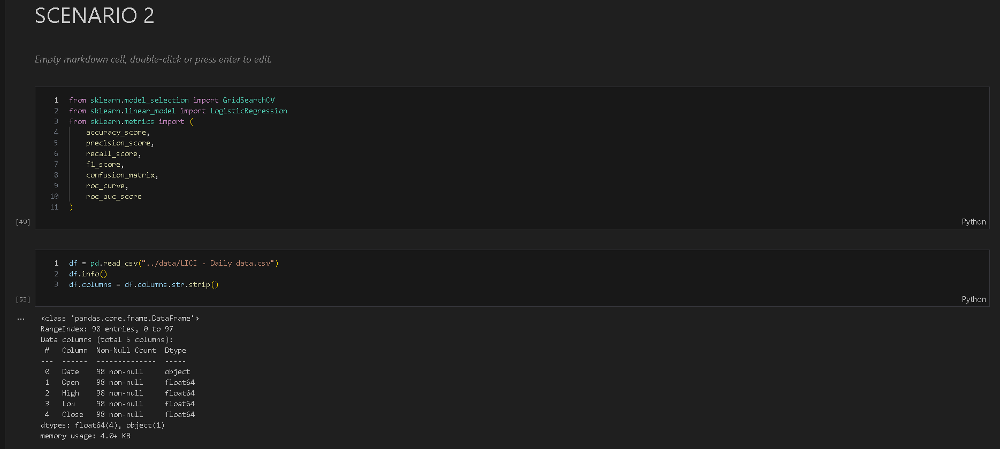 SCENARIO 2
Empty markdown cell, double-click or press enter to edit.
1 from sklearn.model_selection import GridSearchCV
2 from sklearn.linear_model import LogisticRegression
3 from sklearn.metrics import (
4     accuracy_score,
5     precision_score,
6     recall_score,
7     f1_score,
8     confusion_matrix,
9     roc_curve,
10     roc_auc_score
11 )
[49]
Python
1 df = pd.read_csv("../data/LICI - Daily data.csv")
2 df.info()
3 df.columns = df.columns.str.strip()
[53]
Python
... <class 'pandas.core.frame.DataFrame'>
RangeIndex: 98 entries, 0 to 97
Data columns (total 5 columns):
 #   Column  Non-Null Count  Dtype
---  ------  --------------  -----
 0   Date    98 non-null     object
 1   Open    98 non-null     float64
 2   High    98 non-null     float64
 3   Low     98 non-null     float64
 4   Close   98 non-null     float64
dtypes: float64(4), object(1)
memory usage: 4.0+ KB